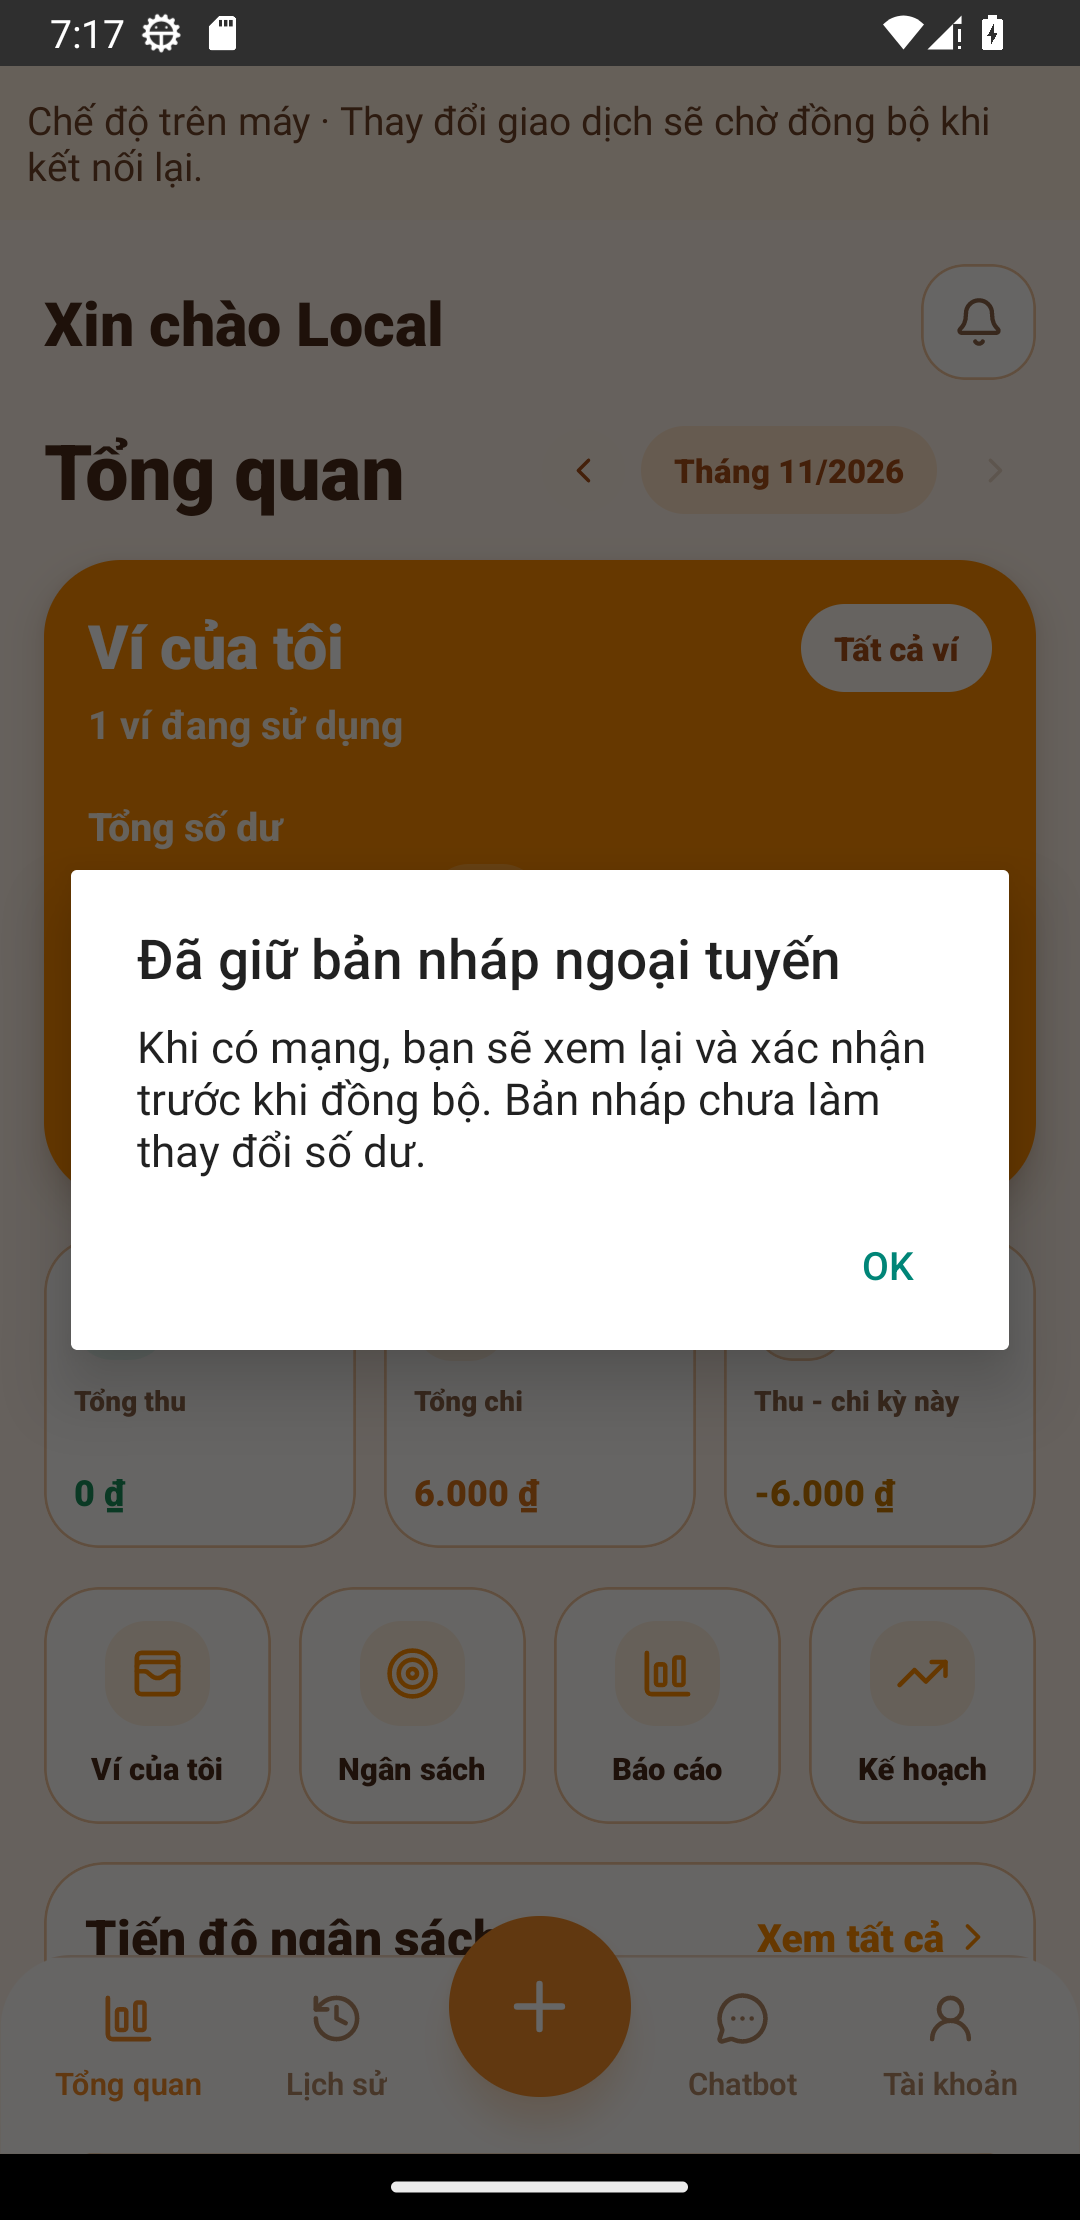 7:17
Chế độ trên máy · Thay đổi giao dịch sẽ chờ đồng bộ khi
kết nối lại.
Xin chào Local
Tổng quan
Tháng 11/2026
Ví của tôi
Tất cả ví
1 ví đang sử dụng
Tổng số dư
Đã giữ bản nháp ngoại tuyến
Khi có mạng, bạn sẽ xem lại và xác nhận
trước khi đồng bộ. Bản nháp chưa làm
thay đổi số dư.
OK
Tổng thu
Tổng chi
Thu - chi kỳ này
0 ₫
6.000 ₫
-6.000 ₫
Ví của tôi
Ngân sách
Báo cáo
Kế hoạch
Tiến độ ngân sách
Xem tất cả
Tổng quan
Lịch sử
Chatbot
Tài khoản